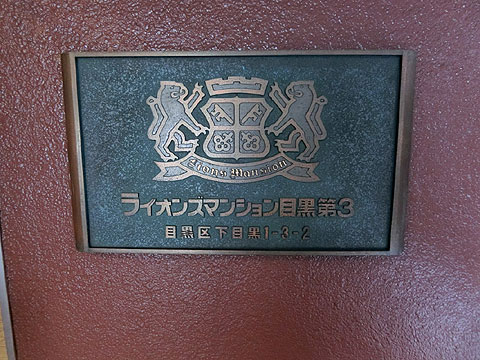 Lions Mansion
ライオンズマンション目黒第3
目黒区下目黒1-3-2